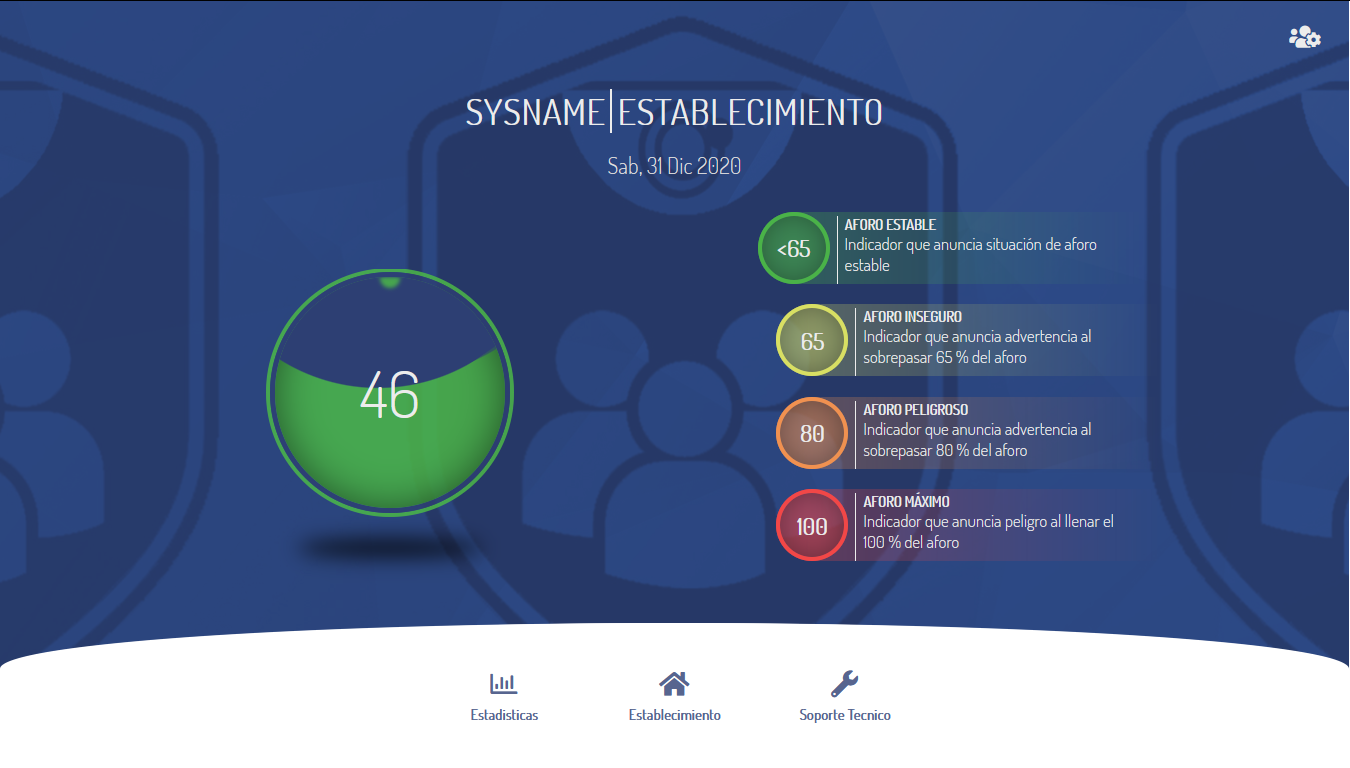 SYSNAME|ESTABLECIMIENTO
Sab, 31 Dic 2020
46
<65
AFORO ESTABLE
Indicador que anuncia situación de aforo
estable
65
AFORO INSEGURO
Indicador que anuncia advertencia al
sobrepasar 65 % del aforo
80
AFORO PELIGROSO
Indicador que anuncia advertencia al
sobrepasar 80 % del aforo
100
AFORO MÁXIMO
Indicador que anuncia peligro al llenar el
100 % del aforo
Estadisticas
Establecimiento
Soporte Tecnico